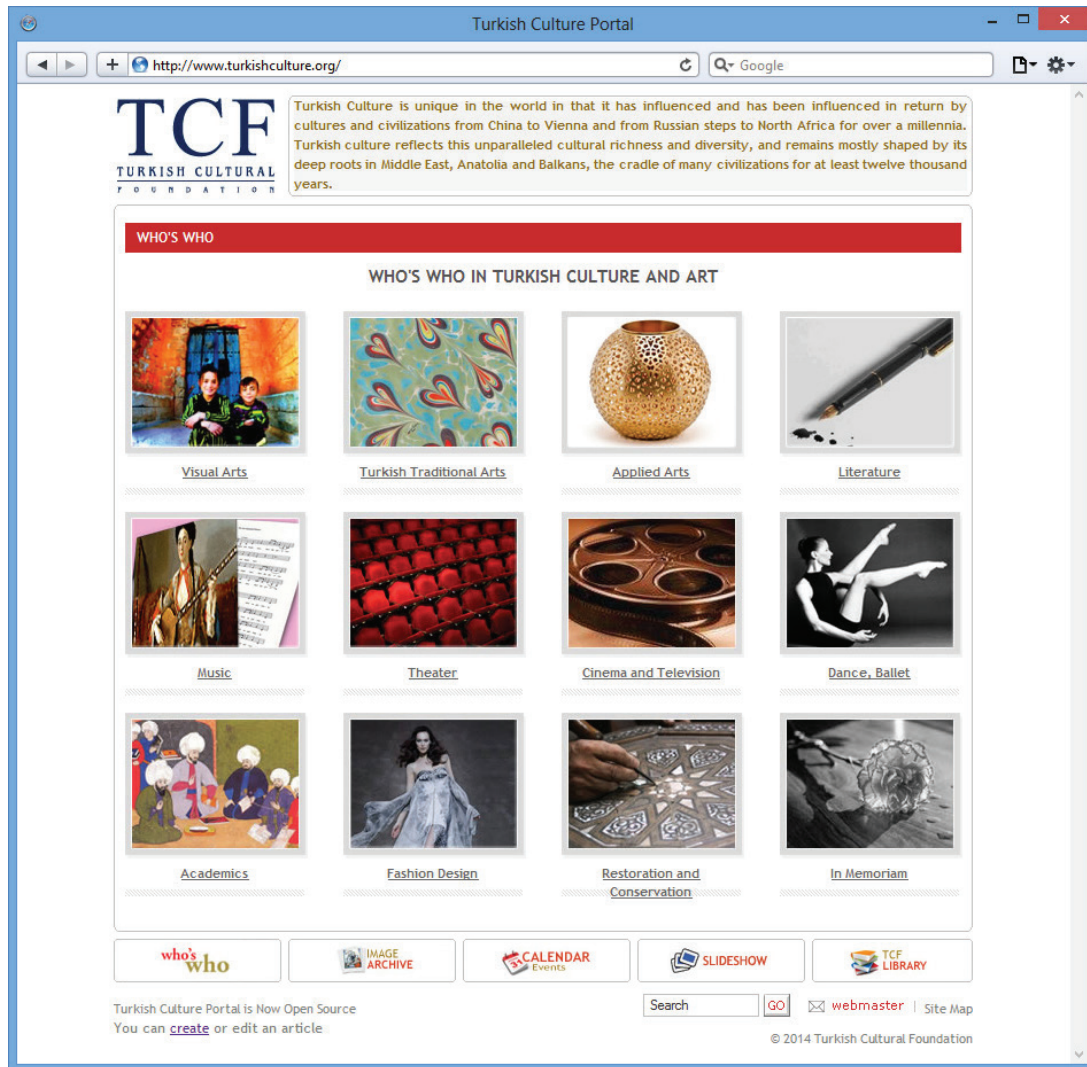 Turkish Culture Portal
http://www.turkishculture.org/
Google
TCF
TURKISH CULTURAL
FOUNDATION
Turkish Culture is unique in the world in that it has influenced and has been influenced in return by
cultures and civilizations from China to Vienna and from Russian steps to North Africa for over a millennia.
Turkish culture reflects this unparalleled cultural richness and diversity, and remains mostly shaped by its
deep roots in Middle East, Anatolia and Balkans, the cradle of many civilizations for at least twelve thousand
years.
WHO'S WHO
WHO'S WHO IN TURKISH CULTURE AND ART
Visual Arts
Turkish Traditional Arts
Applied Arts
Literature
Music
Theater
Cinema and Television
Dance, Ballet
Academics
Fashion Design
Restoration and
Conservation
In Memoriam
who's
who
IMAGE
ARCHIVE
31
CALENDAR
Events
SLIDESHOW
TCF
LIBRARY
Turkish Culture Portal is Now Open Source
You can create or edit an article
Search
GO
webmaster | Site Map
© 2014 Turkish Cultural Foundation